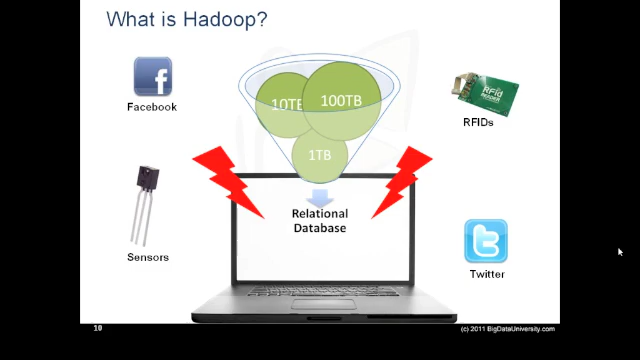 What is Hadoop?
Facebook
10TB
100TB
RFIDs
1TB
Relational
Database
Sensors
Twitter
10
(c) 2011 BigDataUniversity.com